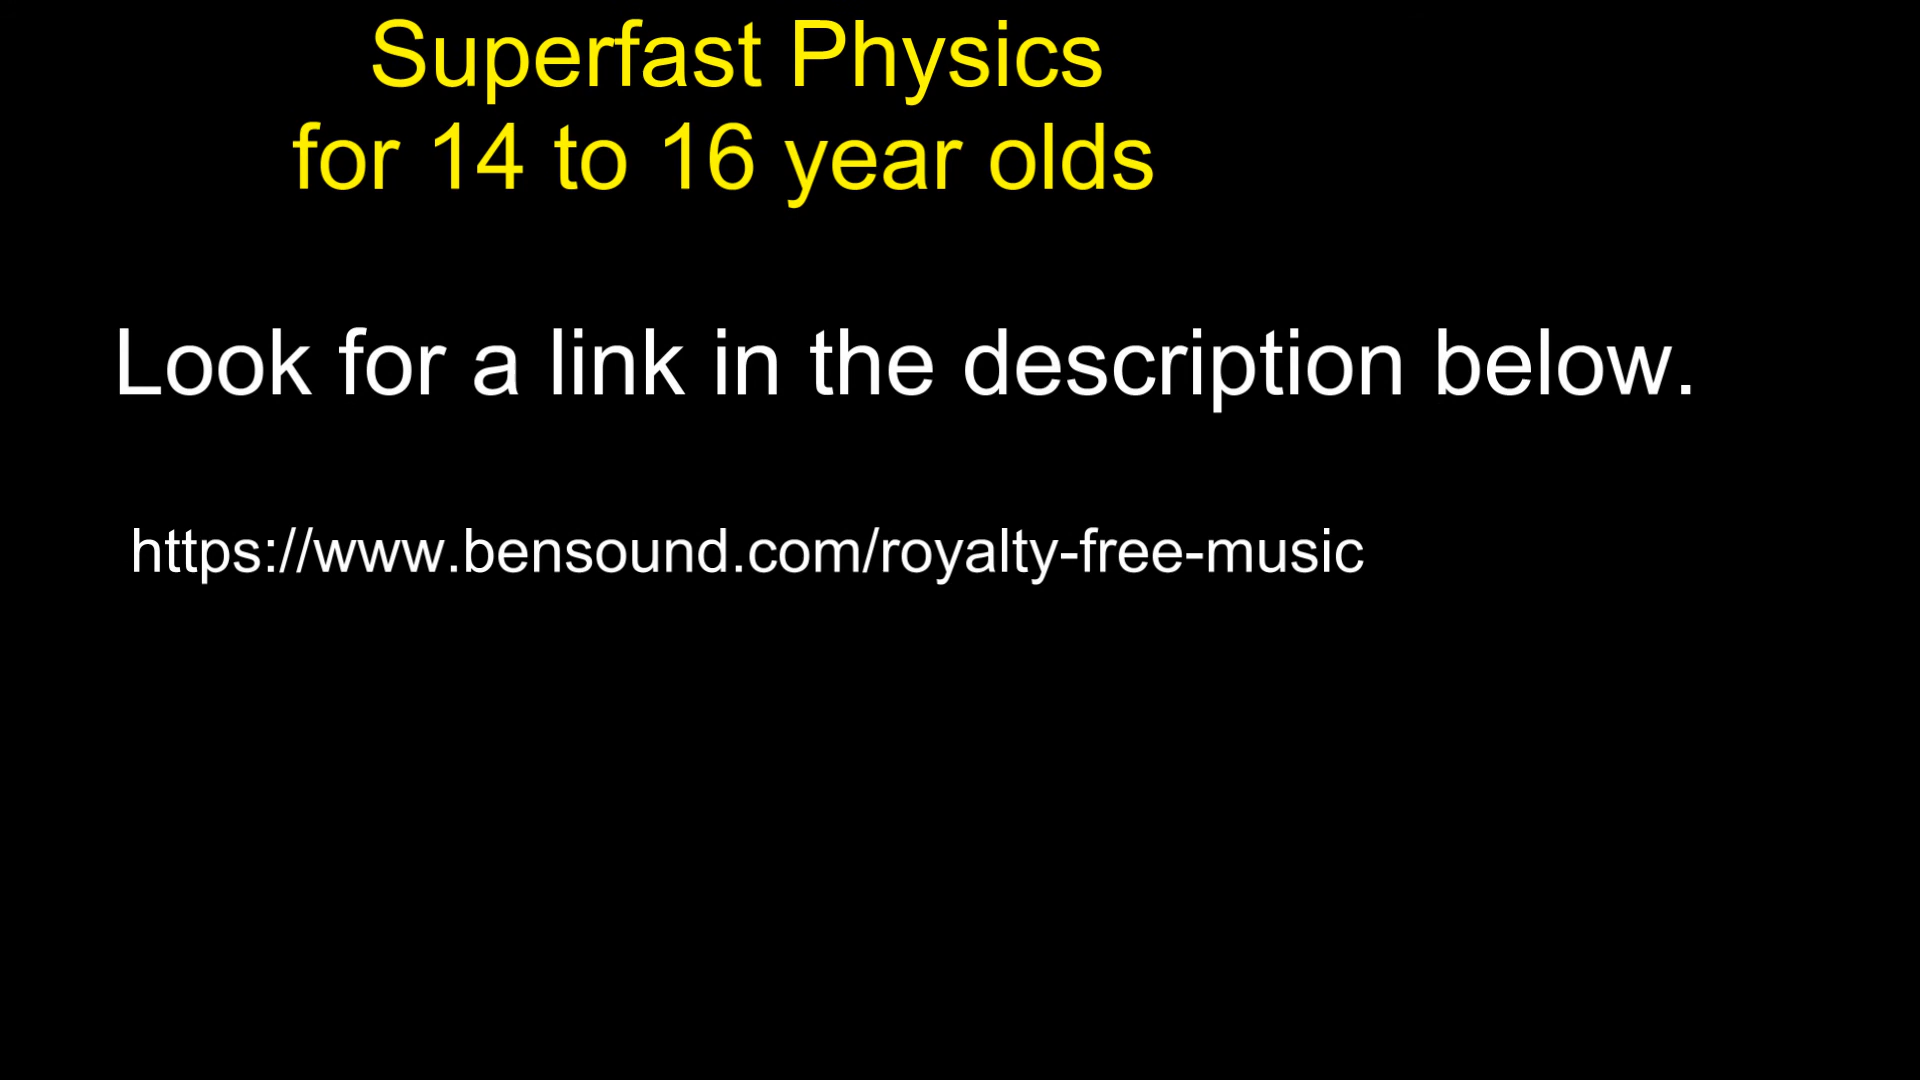 Superfast Physics
for 14 to 16 year olds
Look for a link in the description below.
https://www.bensound.com/royalty-free-music